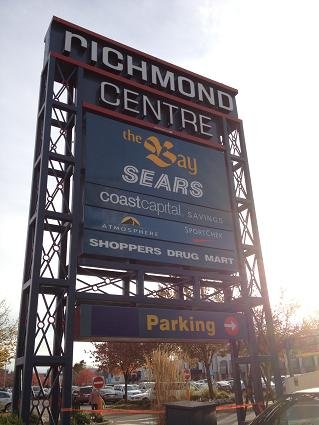 RICHMOND
CENTRE
the Bay
SEARS
coastcapital SAVINGS
ATMOSPHERE SPORTCHEK
SHOPPERS DRUG MART
Parking